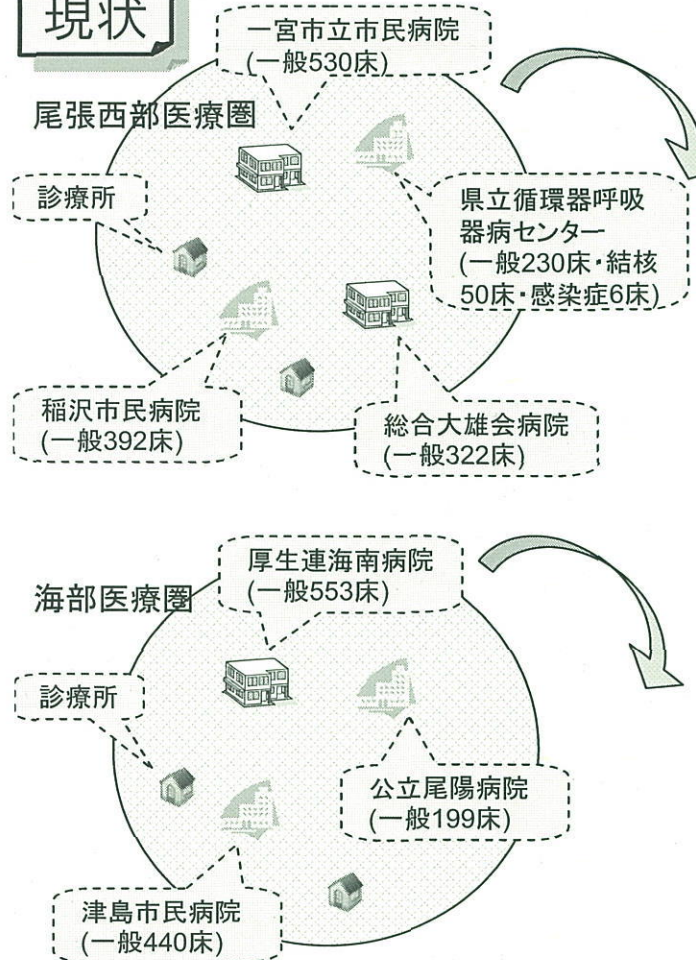 現状
一宮市立市民病院
(一般530床)
尾張西部医療圏
診療所
県立循環器呼吸
器病センター
(一般230床・結核
50床・感染症6床)
稲沢市民病院
(一般392床)
総合大雄会病院
(一般322床)
厚生連海南病院
(一般553床)
海部医療圏
診療所
公立尾陽病院
(一般199床)
津島市民病院
(一般440床)